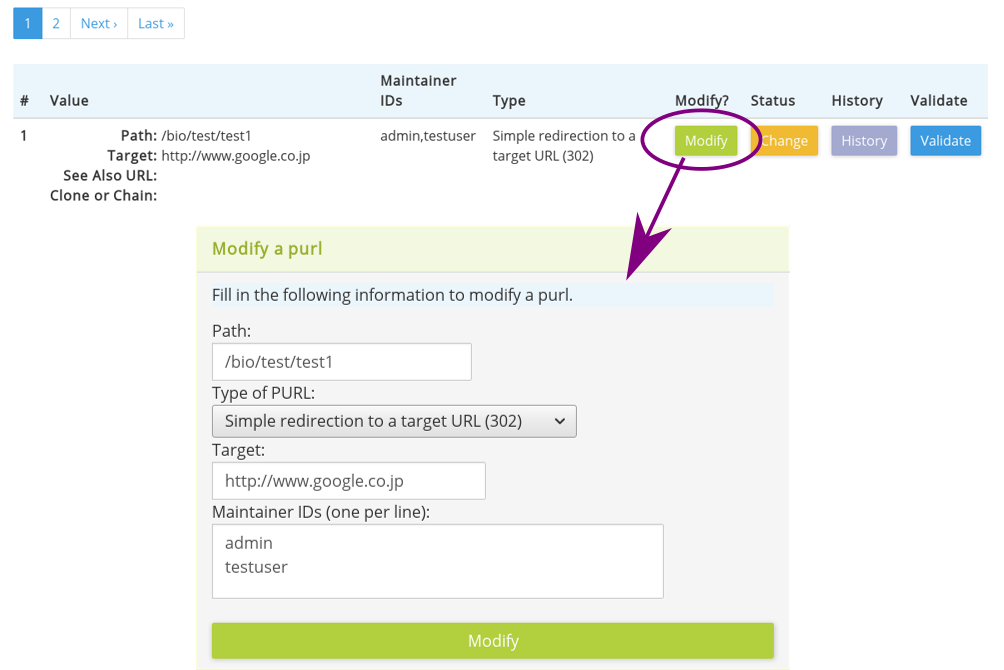 1 2 Next › Last »
# Value Maintainer IDs Type Modify? Status History Validate
1 Path: /bio/test/test1 admin,testuser Simple redirection to a Modify Change History Validate
Target: http://www.google.co.jp target URL (302)
See Also URL:
Clone or Chain:
Modify a purl
Fill in the following information to modify a purl.
Path:
/bio/test/test1
Type of PURL:
Simple redirection to a target URL (302)
Target:
http://www.google.co.jp
Maintainer IDs (one per line):
admin
testuser
Modify